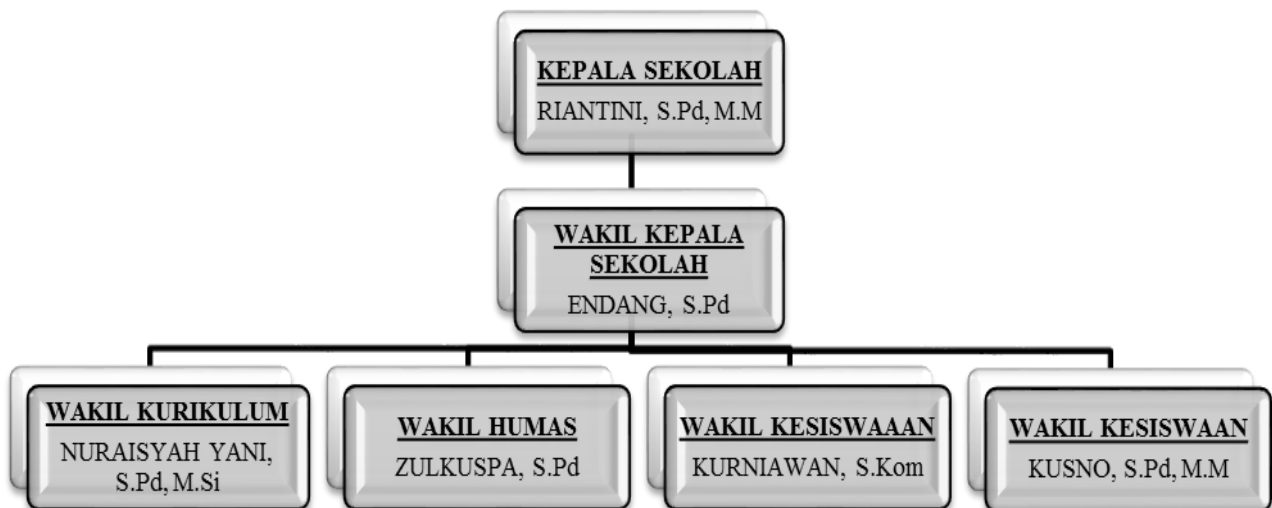 KEPALA SEKOLAH
RIANTINI, S.Pd, M.M
WAKIL KEPALA
SEKOLAH
ENDANG, S.Pd
WAKIL KURIKULUM
NURAISYAH YANI,
S.Pd, M.Si
WAKIL HUMAS
ZULKUSPA, S.Pd
WAKIL KESISWAAAN
KURNIAWAN, S.Kom
WAKIL KESISWAAN
KUSNO, S.Pd, M.M